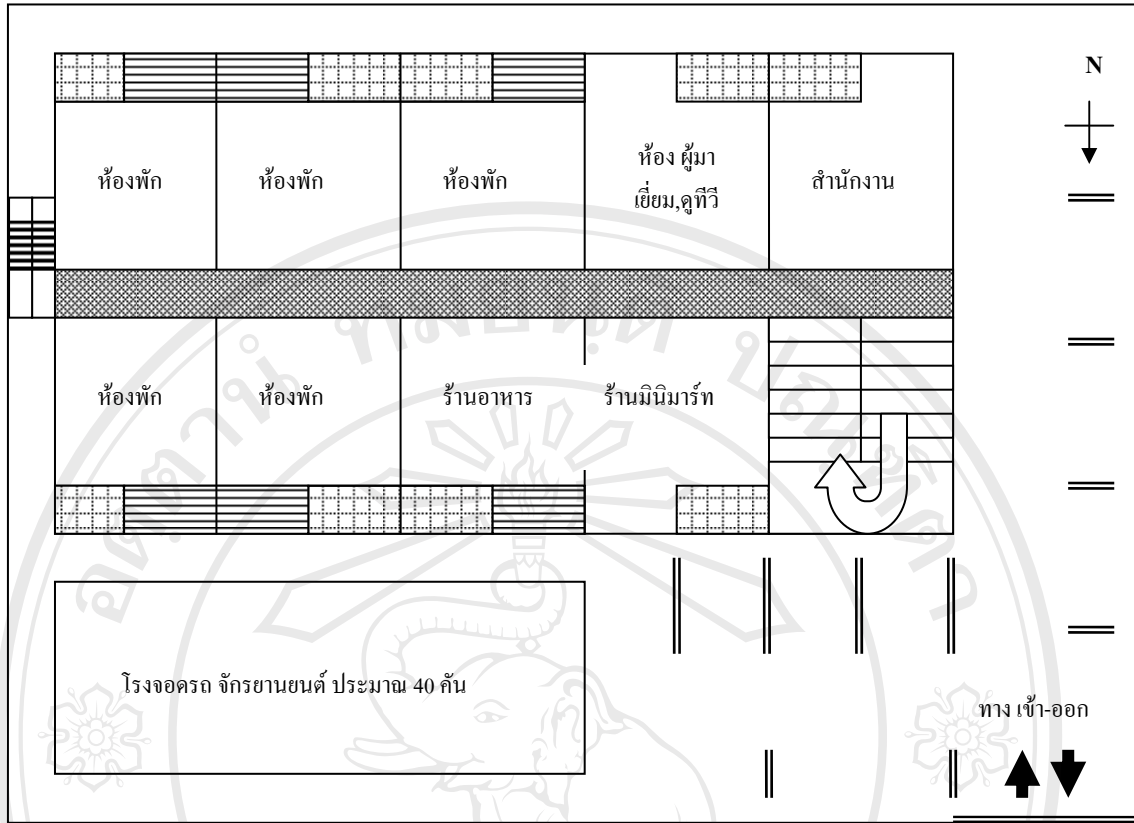 N
ห้องพัก
ห้องพัก
ห้องพัก
ห้อง ผู้มา
เยี่ยม,ดูทีวี
สำนักงาน
ห้องพัก
ห้องพัก
ร้านอาหาร
ร้านมินิมาร์ท
โรงจอดรถ จักรยานยนต์ ประมาณ 40 คัน
ทาง เข้า-ออก